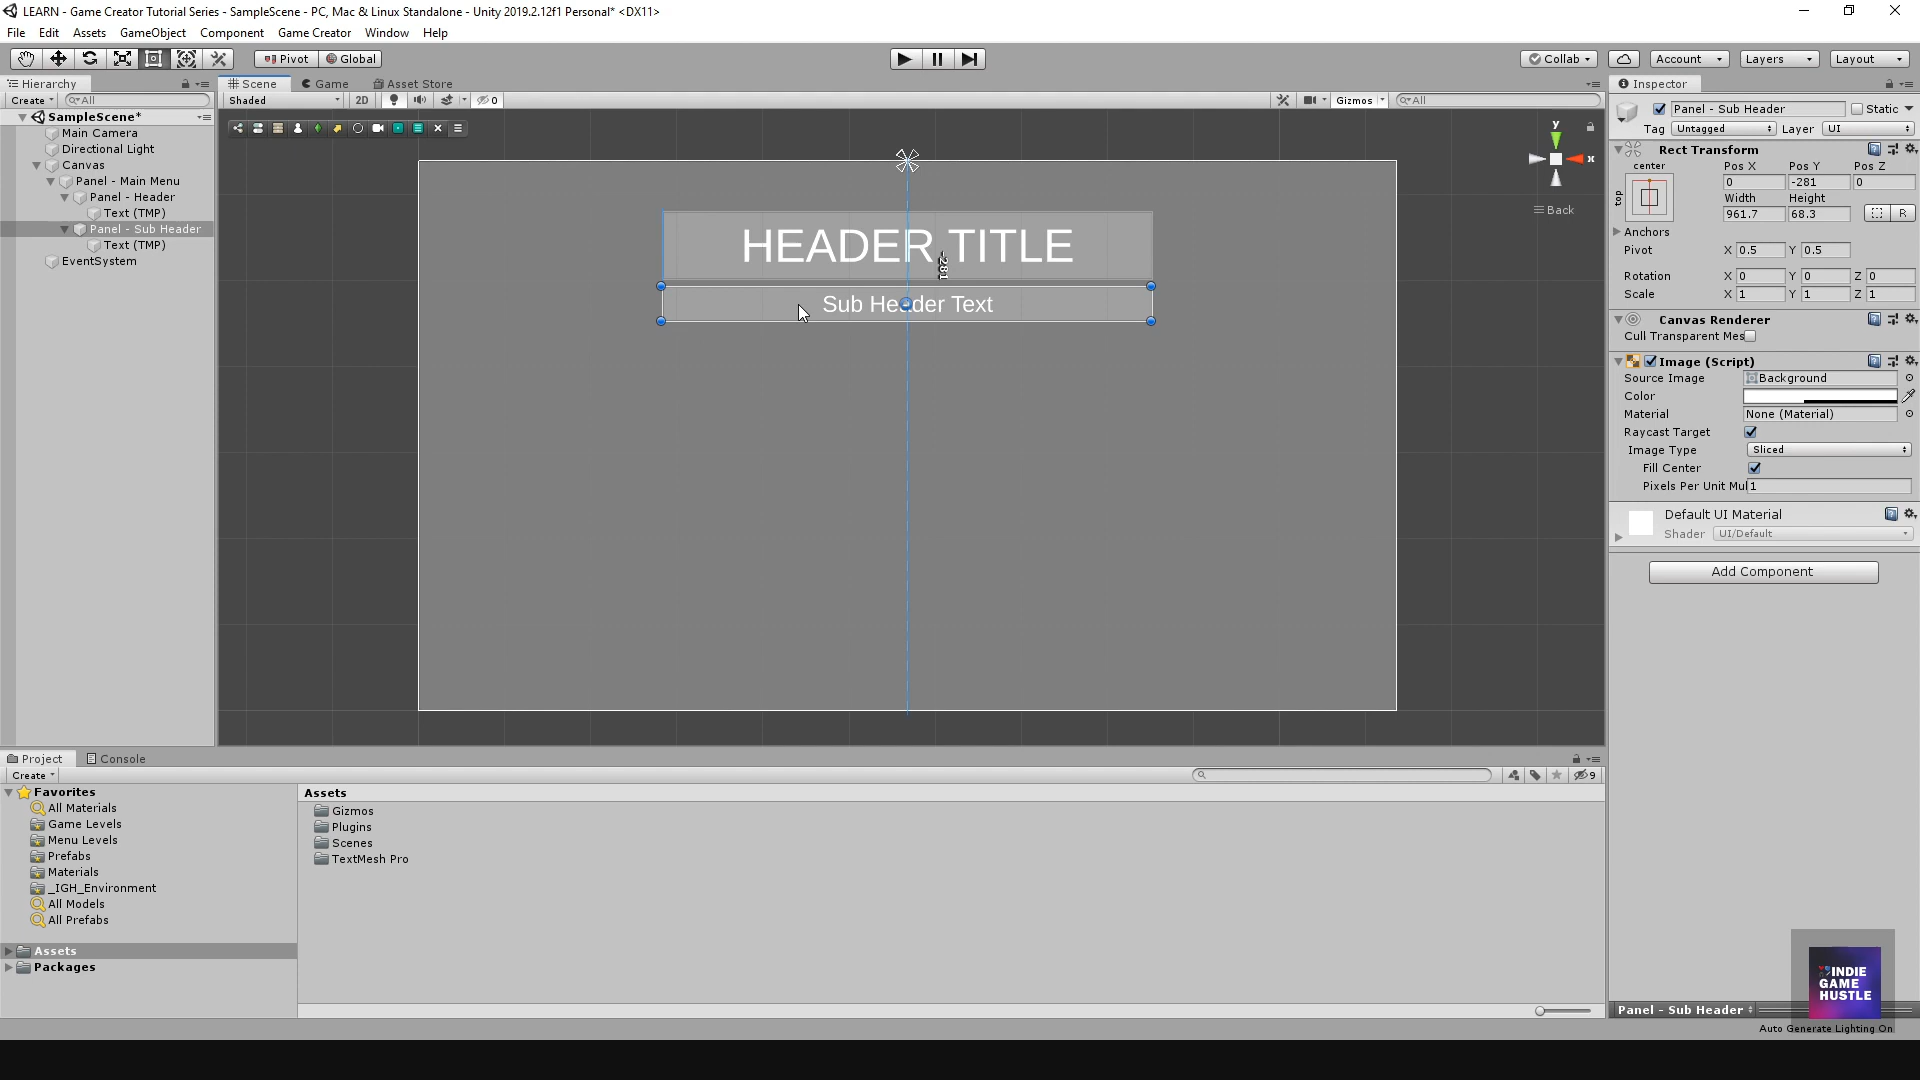 LEARN - Game Creator Tutorial Series - SampleScene - PC, Mac & Linux Standalone - Unity 2019.2.12f1 Personal* <DX11>
File Edit Assets GameObject Component Game Creator Window Help
Pivot Global Collab Account Layers Layout
Hierarchy Scene Game Asset Store Inspector
Create All Shaded 2D 0 Gizmos All
Panel - Sub Header Static
Tag Untagged Layer UI
SampleScene*
Main Camera
Directional Light
Canvas
Panel - Main Menu
Panel - Header
Text (TMP)
Panel - Sub Header
Text (TMP)
EventSystem
y
x
Back
HEADER TITLE
281
Sub Header Text
Rect Transform
center Pos X Pos Y Pos Z
top 0 -281 0
Width Height
961.7 68.3 R
Anchors
Pivot X 0.5 Y 0.5
Rotation X 0 Y 0 Z 0
Scale X 1 Y 1 Z 1
Canvas Renderer
Cull Transparent Mes
Image (Script)
Source Image Background
Color
Material None (Material)
Raycast Target
Image Type Sliced
Fill Center
Pixels Per Unit Mul 1
Default UI Material
Shader UI/Default
Add Component
Project Console
Create 9
Favorites
All Materials
Game Levels
Menu Levels
Prefabs
Materials
_IGH_Environment
All Models
All Prefabs
Assets
Packages
Assets
Gizmos
Plugins
Scenes
TextMesh Pro
INDIE
GAME
HUSTLE
Panel - Sub Header
Auto Generate Lighting On